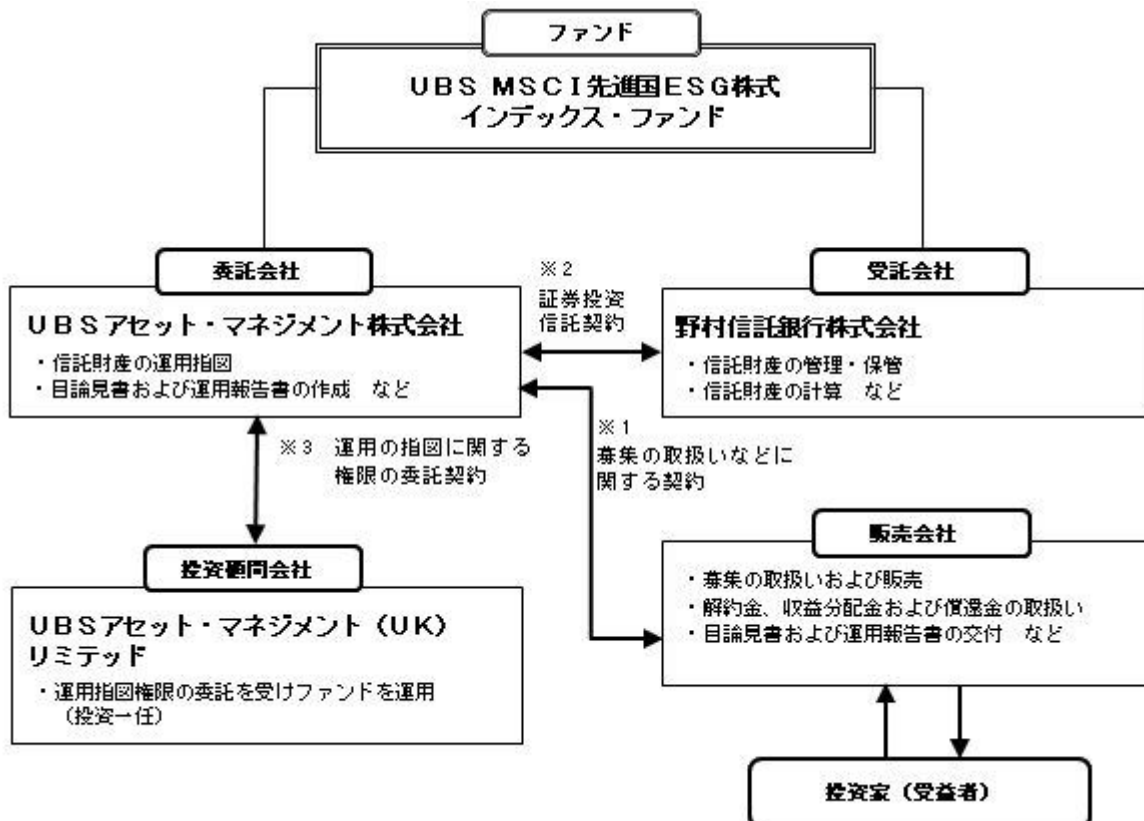 ファンド
UBS MSCI先進国ESG株式
インデックス・ファンド
委託会社
UBSアセット・マネジメント株式会社
・信託財産の運用指図
・目論見書および運用報告書の作成 など
※2
証券投資
信託契約
受託会社
野村信託銀行株式会社
・信託財産の管理・保管
・信託財産の計算 など
※3 運用の指図に関する
権限の委託契約
※1
募集の取扱いなどに
関する契約
投資顧問会社
UBSアセット・マネジメント(UK)
リミテッド
・運用指図権限の委託を受けファンドを運用
(投資一任)
販売会社
・募集の取扱いおよび販売
・解約金、収益分配金および償還金の取扱い
・目論見書および運用報告書の交付 など
投資家(受益者)